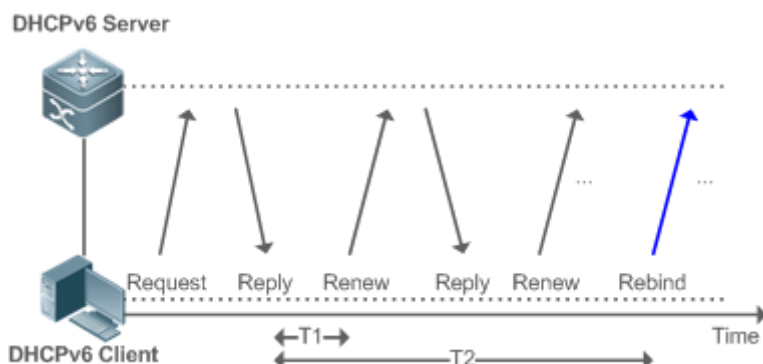 DHCPv6 Server
... ...
Request Reply Renew Reply Renew Rebind
Time
T1
DHCPv6 Client
T2